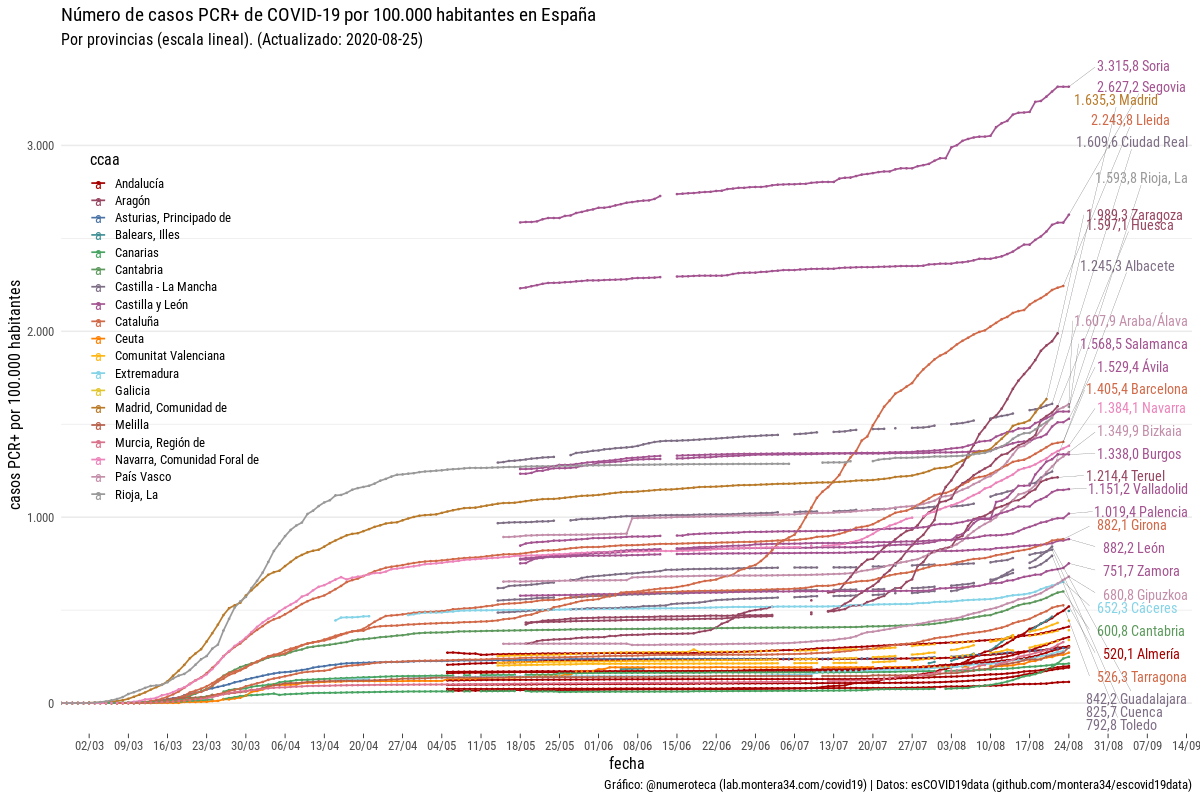 Número de casos PCR+ de COVID-19 por 100.000 habitantes en España
Por provincias (escala lineal). (Actualizado: 2020-08-25)
casos PCR+ por 100.000 habitantes
3.000
2.000
1.000
0
ccaa
a Andalucía
a Aragón
a Asturias, Principado de
a Balears, Illes
a Canarias
a Cantabria
a Castilla - La Mancha
a Castilla y León
a Cataluña
a Ceuta
a Comunitat Valenciana
a Extremadura
a Galicia
a Madrid, Comunidad de
a Melilla
a Murcia, Región de
a Navarra, Comunidad Foral de
a País Vasco
a Rioja, La
3.315,8 Soria
2.627,2 Segovia
1.635,3 Madrid
2.243,8 Lleida
1.609,6 Ciudad Real
1.593,8 Rioja, La
1.989,3 Zaragoza
1.597,1 Huesca
1.245,3 Albacete
1.607,9 Araba/Álava
1.568,5 Salamanca
1.529,4 Ávila
1.405,4 Barcelona
1.384,1 Navarra
1.349,9 Bizkaia
1.338,0 Burgos
1.214,4 Teruel
1.151,2 Valladolid
1.019,4 Palencia
882,1 Girona
882,2 León
751,7 Zamora
680,8 Gipuzkoa
652,3 Cáceres
600,8 Cantabria
520,1 Almería
526,3 Tarragona
842,2 Guadalajara
825,7 Cuenca
792,8 Toledo
02/03 09/03 16/03 23/03 30/03 06/04 13/04 20/04 27/04 04/05 11/05 18/05 25/05 01/06 08/06 15/06 22/06 29/06 06/07 13/07 20/07 27/07 03/08 10/08 17/08 24/08 31/08 07/09 14/09
fecha
Gráfico: @numeroteca (lab.montera34.com/covid19) | Datos: esCOVID19data (github.com/montera34/escovid19data)